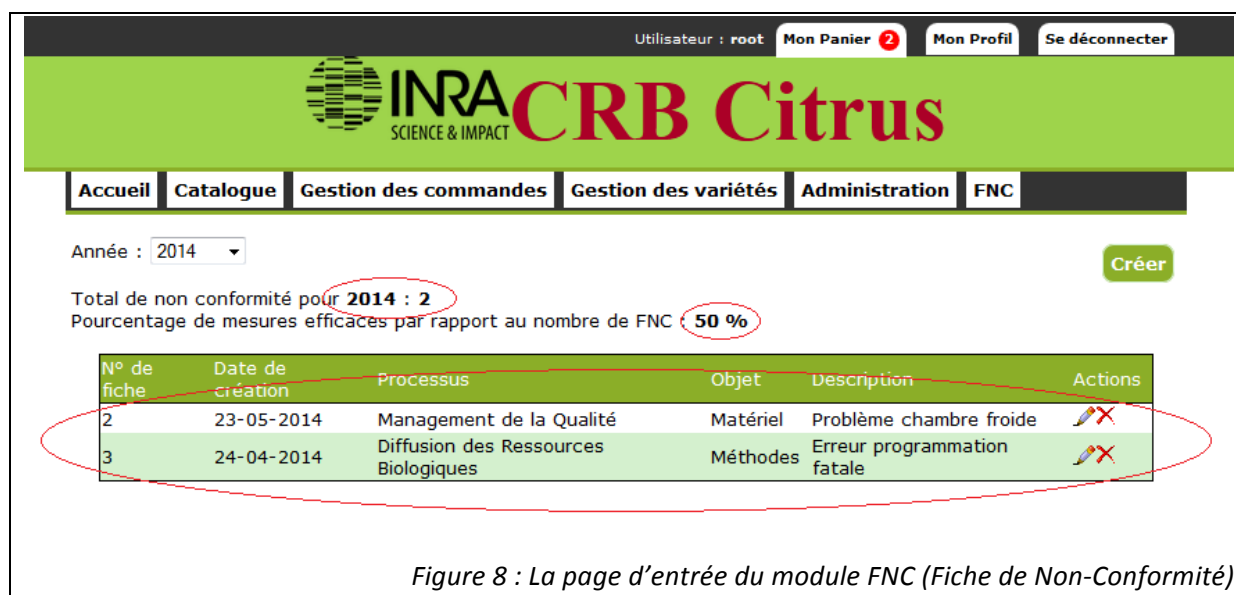 Utilisateur : root Mon Panier 2 Mon Profil Se déconnecter
INRA
SCIENCE & IMPACT
CRB Citrus
Accueil Catalogue Gestion des commandes Gestion des variétés Administration FNC
Année : 2014
Créer
Total de non conformité pour 2014 : 2
Pourcentage de mesures efficaces par rapport au nombre de FNC : 50 %
N° de fiche Date de création Processus Objet Description Actions
2 23-05-2014 Management de la Qualité Matériel Problème chambre froide
3 24-04-2014 Diffusion des Ressources Biologiques Méthodes Erreur programmation fatale
Figure 8 : La page d’entrée du module FNC (Fiche de Non-Conformité)